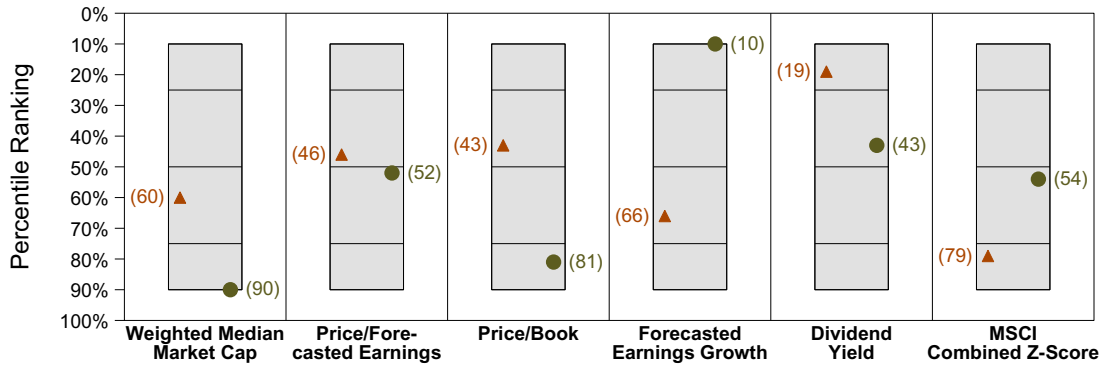 0%
10%
20%
30%
40%
50%
60%
70%
80%
90%
100%
Percentile Ranking
(60)
(90)
(46)
(52)
(43)
(81)
(66)
(10)
(19)
(43)
(79)
(54)
Weighted Median
Market Cap
Price/Fore-
casted Earnings
Price/Book
Forecasted
Earnings Growth
Dividend
Yield
MSCI
Combined Z-Score